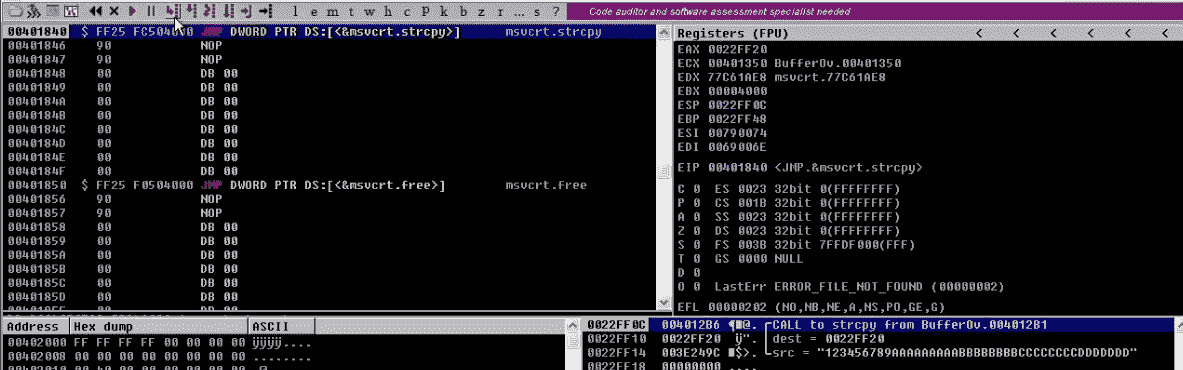 l e m t w h c P k b z r ... s ? Code auditor and software assessment specialist needed
00401840 $ FF25 FC504000 JMP DWORD PTR DS:[<&msvcrt.strcpy>] msvcrt.strcpy
00401846 90 NOP
00401847 90 NOP
00401848 00 DB 00
00401849 00 DB 00
0040184A 00 DB 00
0040184B 00 DB 00
0040184C 00 DB 00
0040184D 00 DB 00
0040184E 00 DB 00
0040184F 00 DB 00
00401850 $ FF25 F0504000 JMP DWORD PTR DS:[<&msvcrt.free>] msvcrt.free
00401856 90 NOP
00401857 90 NOP
00401858 00 DB 00
00401859 00 DB 00
0040185A 00 DB 00
0040185B 00 DB 00
0040185C 00 DB 00
0040185D 00 DB 00
Registers (FPU) < < < < < <
EAX 0022FF20
ECX 00401350 BufferOv.00401350
EDX 77C61AE8 msvcrt.77C61AE8
EBX 00004000
ESP 0022FF0C
EBP 0022FF48
ESI 00790074
EDI 0069006E
EIP 00401840 <JMP.&msvcrt.strcpy>
C 0 ES 0023 32bit 0(FFFFFFFF)
P 0 CS 001B 32bit 0(FFFFFFFF)
A 0 SS 0023 32bit 0(FFFFFFFF)
Z 0 DS 0023 32bit 0(FFFFFFFF)
S 0 FS 003B 32bit 7FFDF000(FFF)
T 0 GS 0000 NULL
D 0
O 0 LastErr ERROR_FILE_NOT_FOUND (00000002)
EFL 00000202 (NO,NB,NE,A,NS,PO,GE,G)
Address Hex dump ASCII
00402000 FF FF FF FF 00 00 00 00 ÿÿÿÿ....
00402008 00 00 00 00 00 00 00 00 ........
0022FF0C 004012B6 ¶@. CALL to strcpy from BufferOv.004012B1
0022FF10 0022FF20 ÿ". dest = 0022FF20
0022FF14 003E249C $>. src = "123456789AAAAAAAAABBBBBBBBBCCCCCCCCCDDDDDDD"
0022FF18 00000000 ....